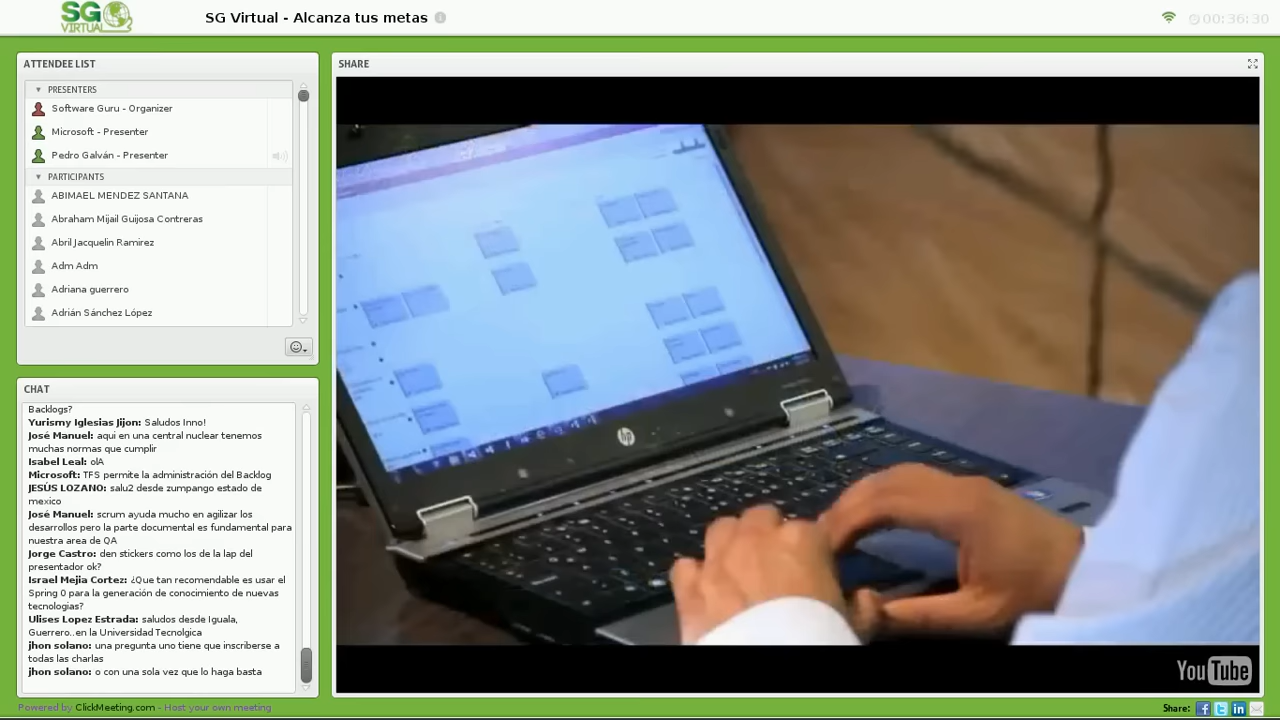 SG
VIRTUAL
SG Virtual - Alcanza tus metas
00:36:30
ATTENDEE LIST
PRESENTERS
Software Guru - Organizer
Microsoft - Presenter
Pedro Galván - Presenter
PARTICIPANTS
ABIMAEL MENDEZ SANTANA
Abraham Mijail Guijosa Contreras
Abril Jacquelin Ramirez
Adm Adm
Adriana guerrero
Adrián Sánchez López
CHAT
Backlogs?
Yurismy Iglesias Jijon: Saludos Inno!
José Manuel: aqui en una central nuclear tenemos
muchas normas que cumplir
Isabel Leal: olA
Microsoft: TFS permite la administración del Backlog
JESÚS LOZANO: salu2 desde zumpango estado de
mexico
José Manuel: scrum ayuda mucho en agilizar los
desarrollos pero la parte documental es fundamental para
nuestra area de QA
Jorge Castro: den stickers como los de la lap del
presentador ok?
Israel Mejia Cortez: ¿Que tan recomendable es usar el
Spring 0 para la generación de conocimiento de nuevas
tecnologias?
Ulises Lopez Estrada: saludos desde Iguala,
Guerrero..en la Universidad Tecnolgica
jhon solano: una pregunta uno tiene que inscribirse a
todas las charlas
jhon solano: o con una sola vez que lo haga basta
SHARE
hp
YouTube
Powered by ClickMeeting.com - Host your own meeting
Share: